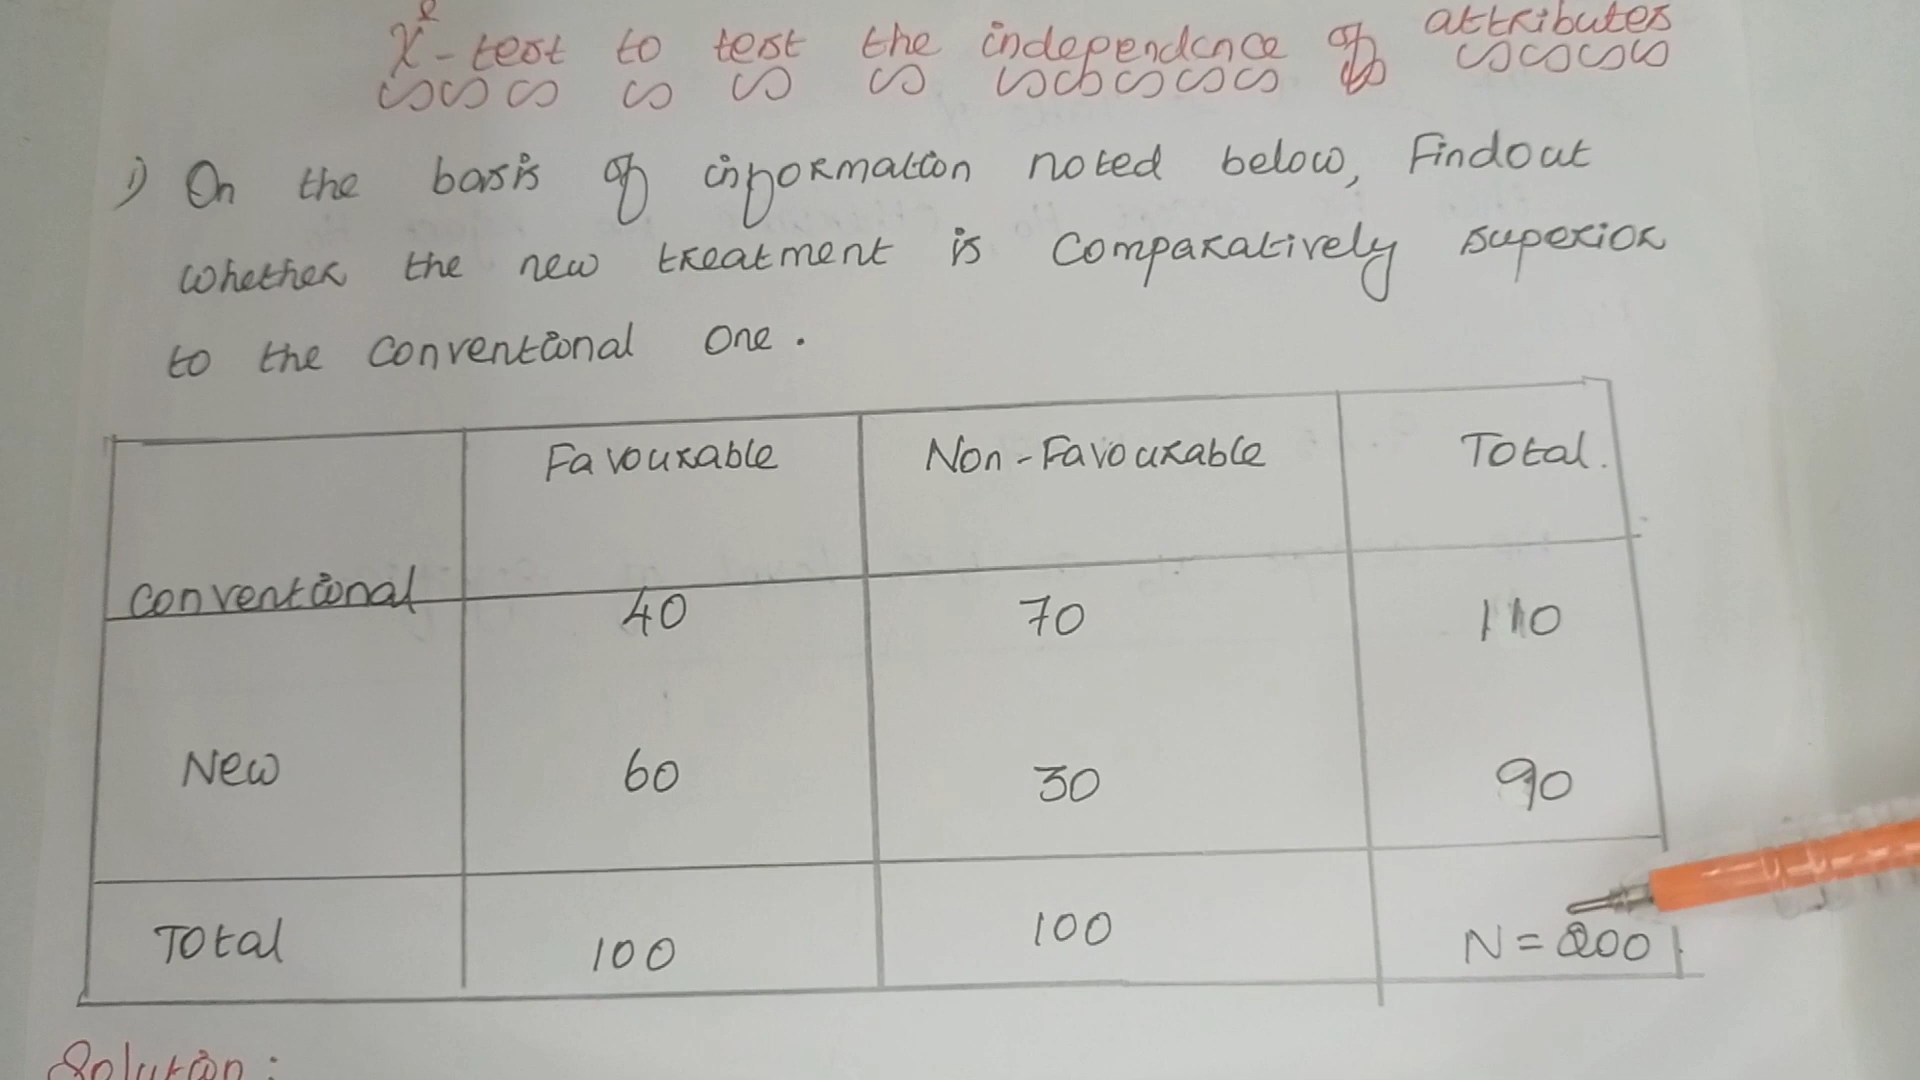 χ²-test to test the independence of attributes
1) On the basis of information noted below, Findout
whether the new treatment is comparatively superior
to the conventional one.
Favourable Non-Favourable Total.
conventional 40 70 110
New 60 30 90
Total 100 100 N=200
Solution: